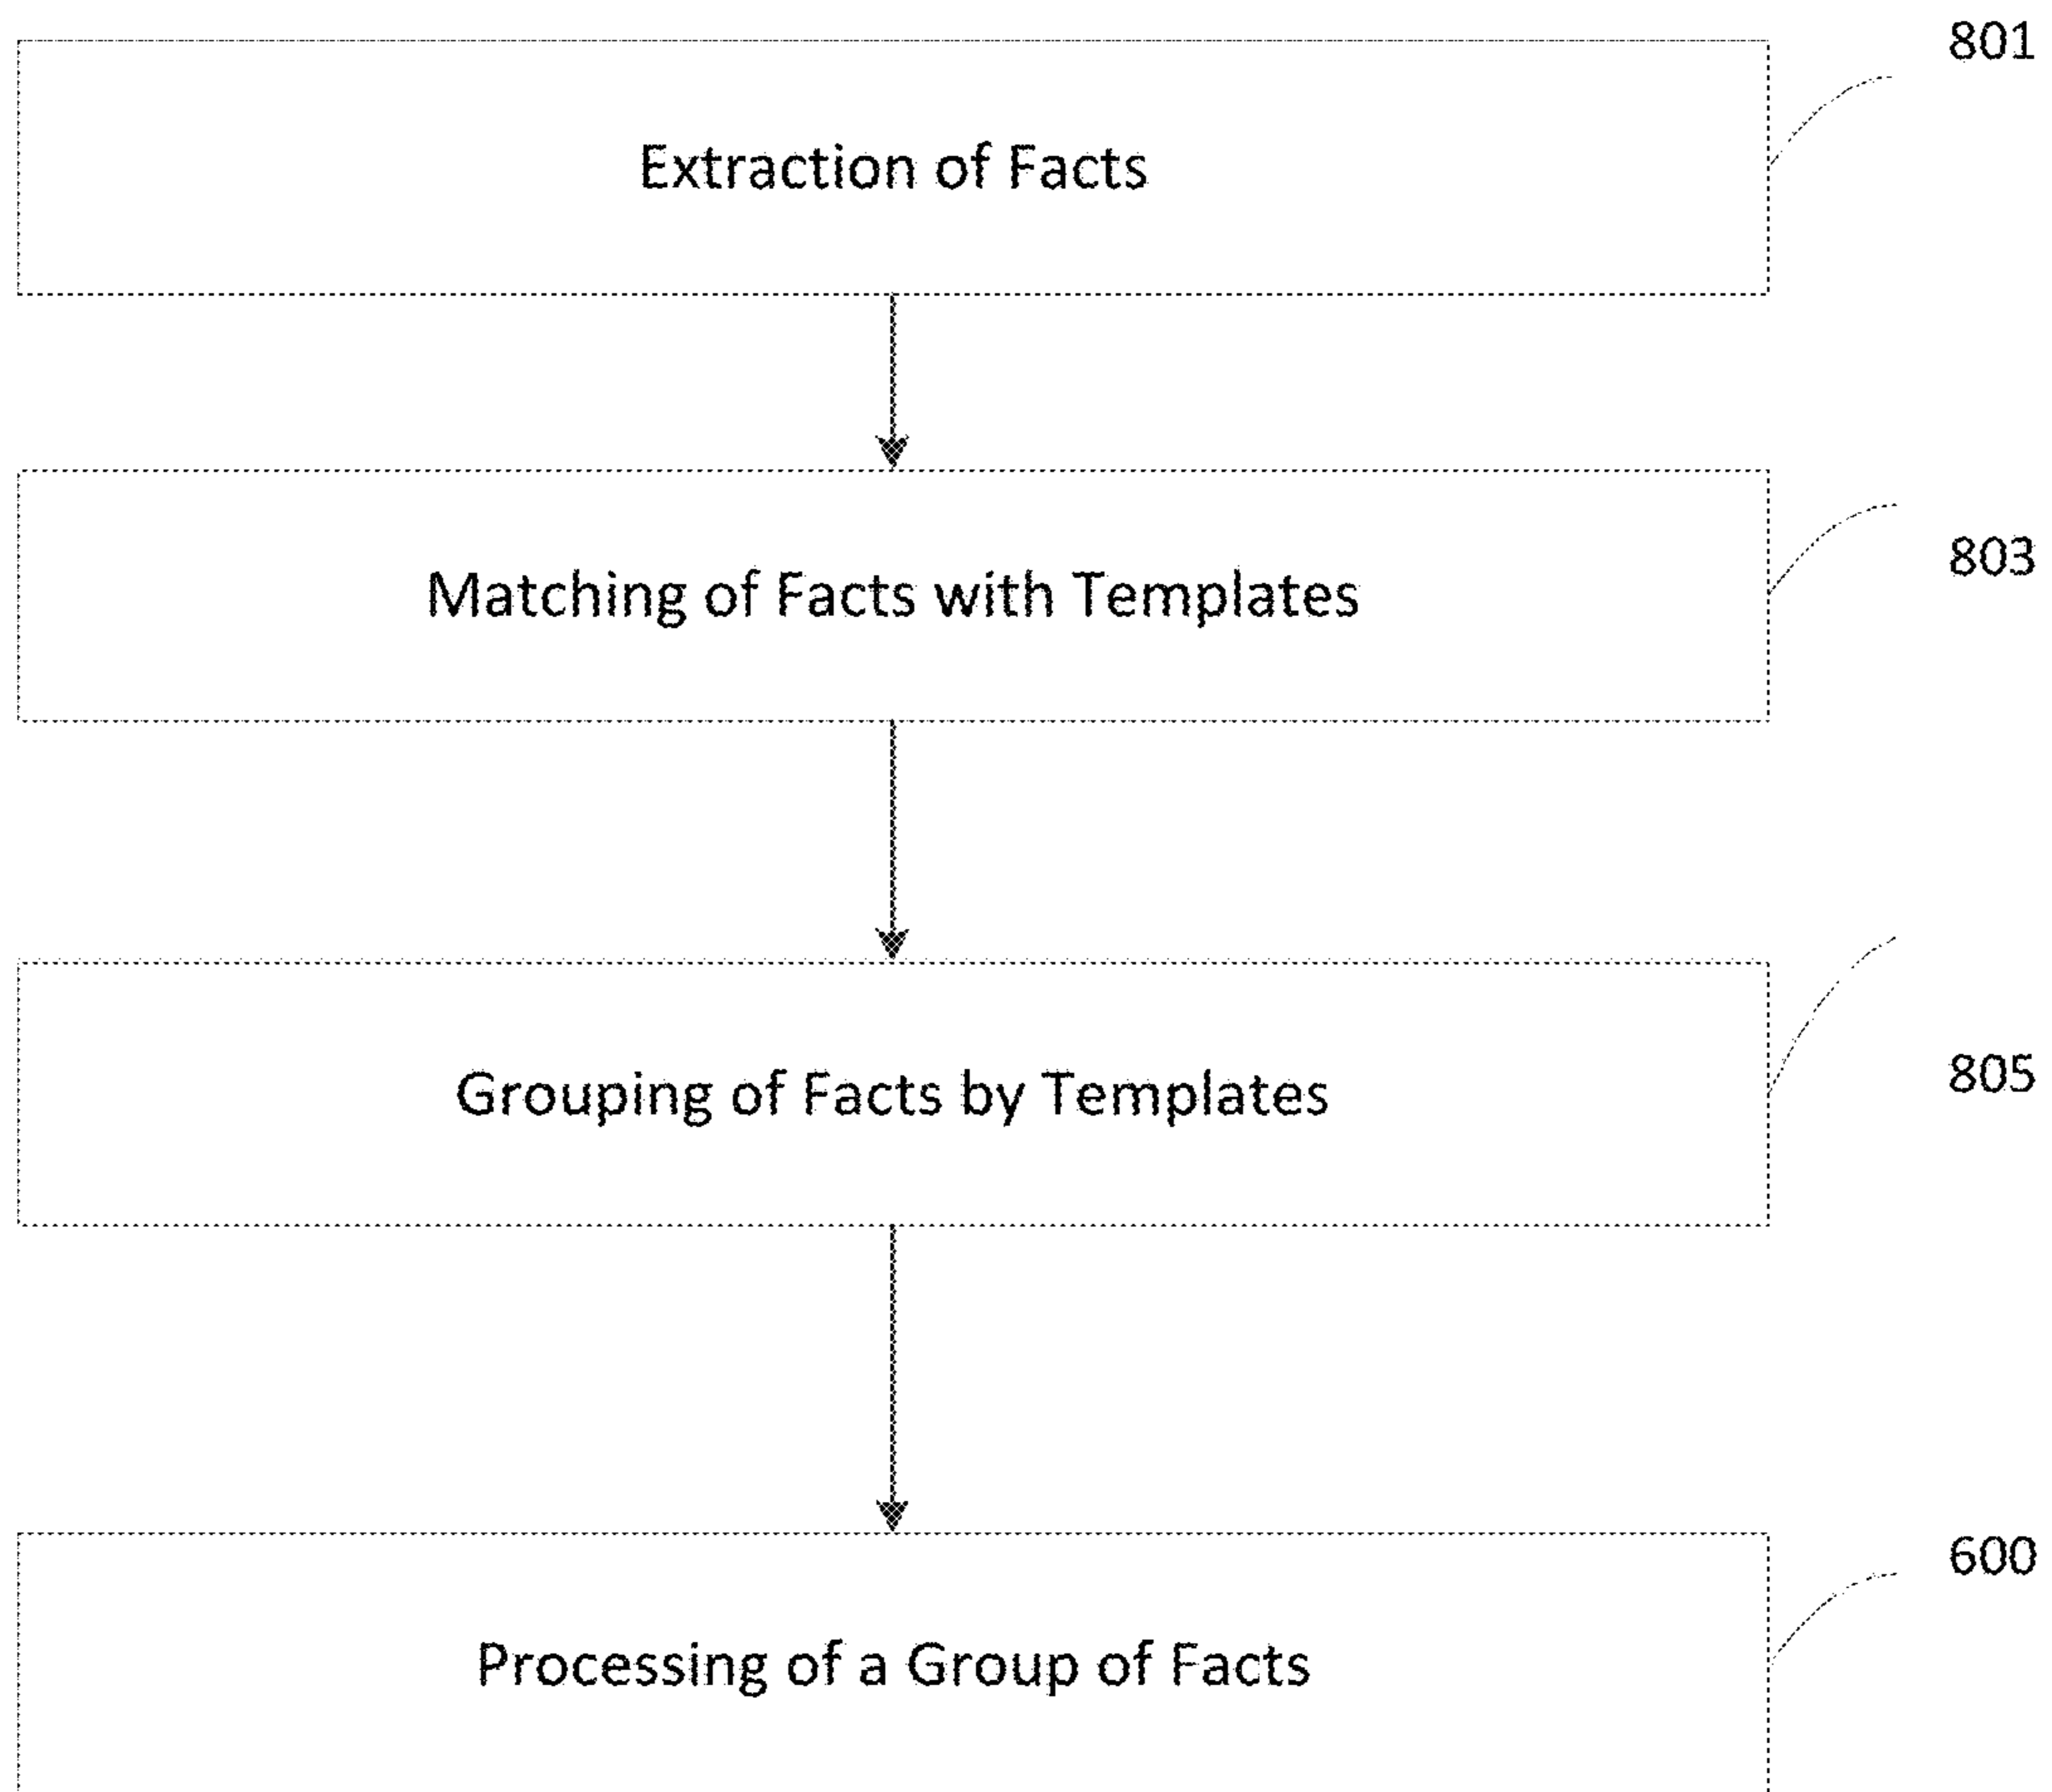 801
Extraction of Facts
803
Matching of Facts with Templates
805
Grouping of Facts by Templates
600
Processing of a Group of Facts